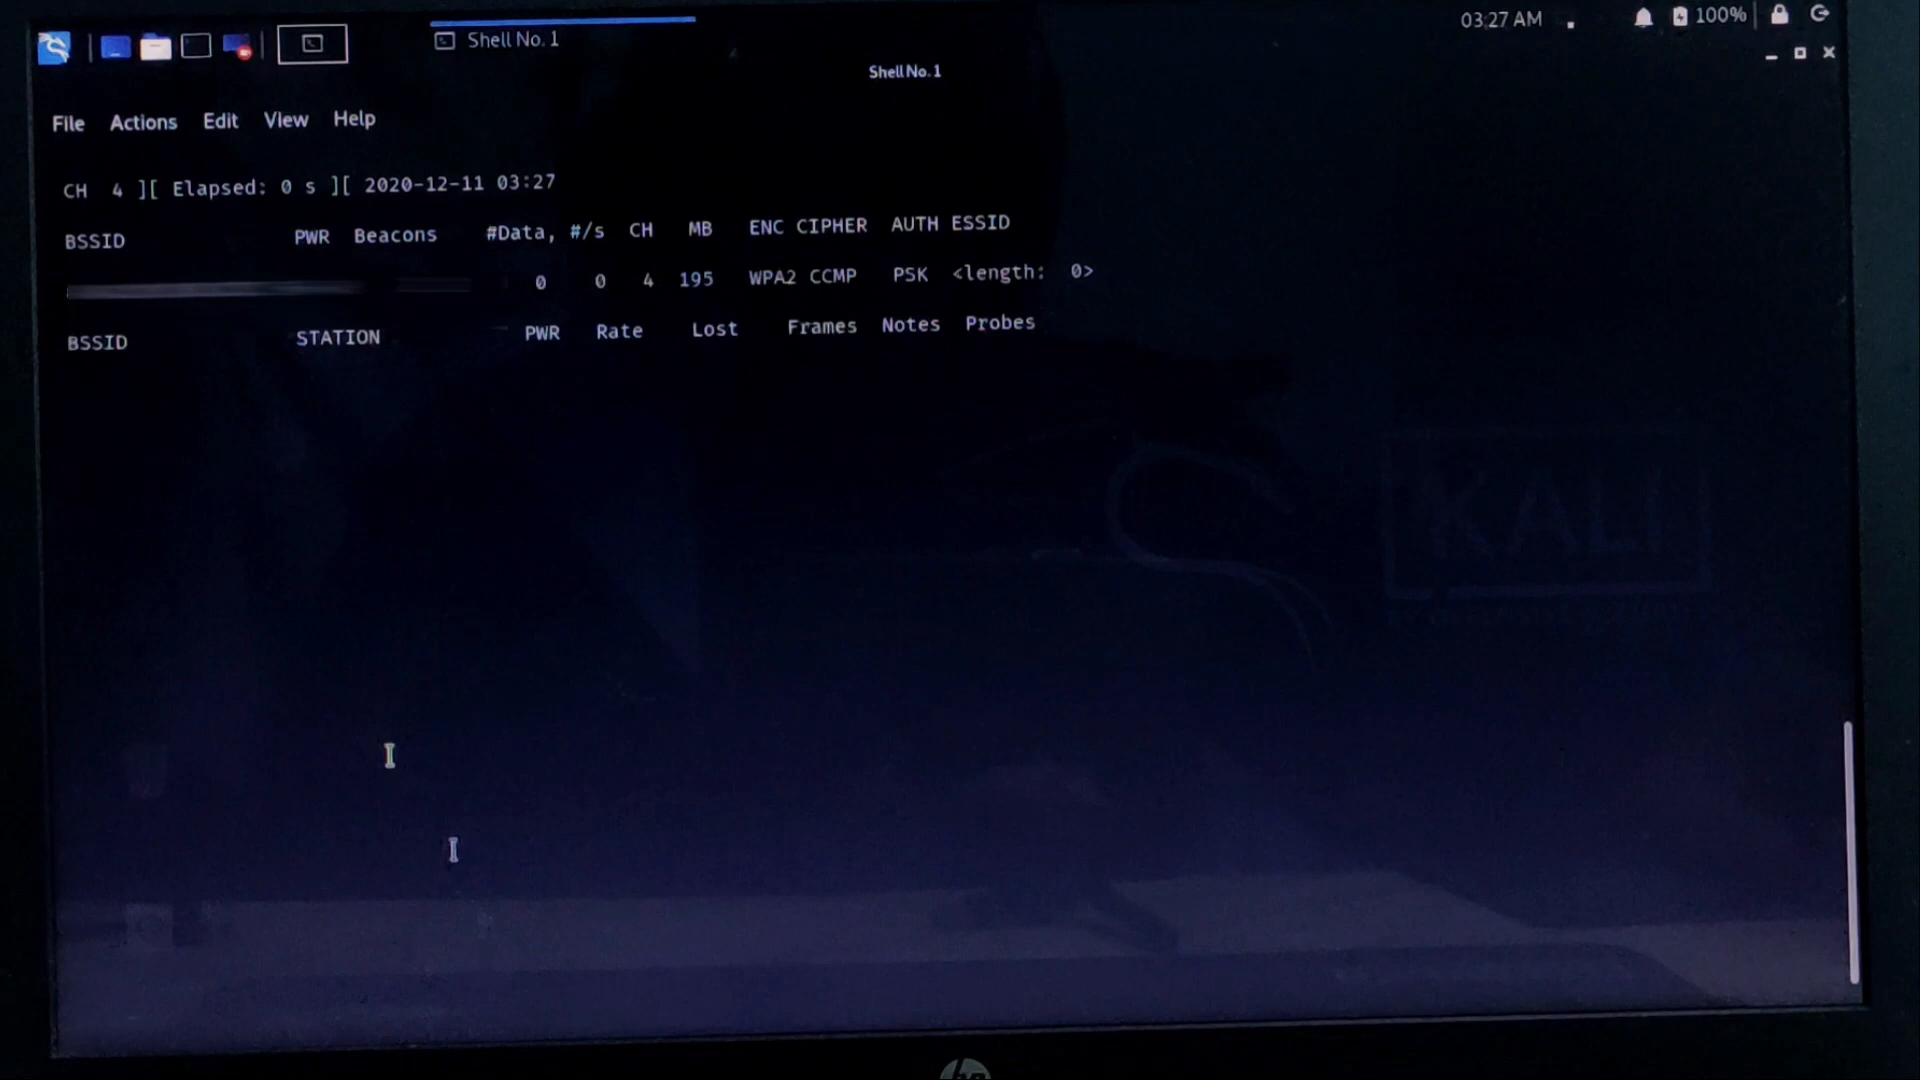 Shell No. 1
03:27 AM
100%
Shell No. 1
File Actions Edit View Help
CH 4 ][ Elapsed: 0 s ][ 2020-12-11 03:27
BSSID PWR Beacons #Data, #/s CH MB ENC CIPHER AUTH ESSID
0 0 4 195 WPA2 CCMP PSK <length: 0>
BSSID STATION PWR Rate Lost Frames Notes Probes
KALI
hp